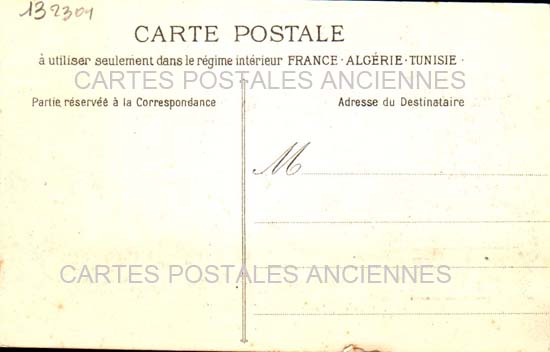 132301
CARTE POSTALE
à utiliser seulement dans le régime intérieur FRANCE · ALGÉRIE · TUNISIE ·
CARTES POSTALES ANCIENNES
Partie réservée à la Correspondance
Adresse du Destinataire
M
CARTES POSTALES ANCIENNES